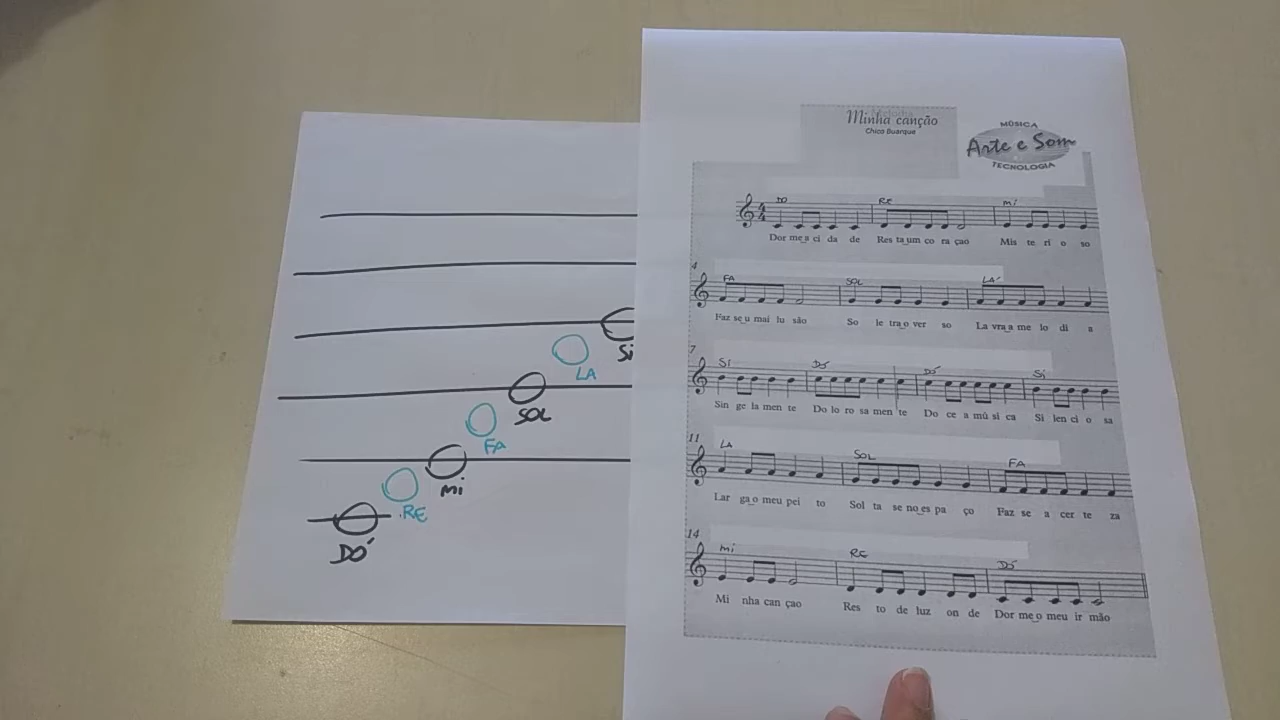 Minha canção
Chico Buarque
MÚSICA
Arte e Som
TECNOLOGIA
DO RE mi
Dor me a ci da de Res ta um co ra çao Mis te ri o so
4
FA SOL LA
Faz se u mai lu são So le tra o ver so La vra a me lo di a
7
Si DÓ DÓ Si
Sin ge la men te Do lo ro sa men te Do ce a mú si ca Si len ci o sa
11
LA SOL FA
Lar ga o meu pei to Sol ta se no es pa ço Faz se a cer te za
14
mi RE DÓ
Mi nha can çao Res to de luz on de Dor me o meu ir mão
Si
LA
SOL
FA
mi
.RE
DÓ